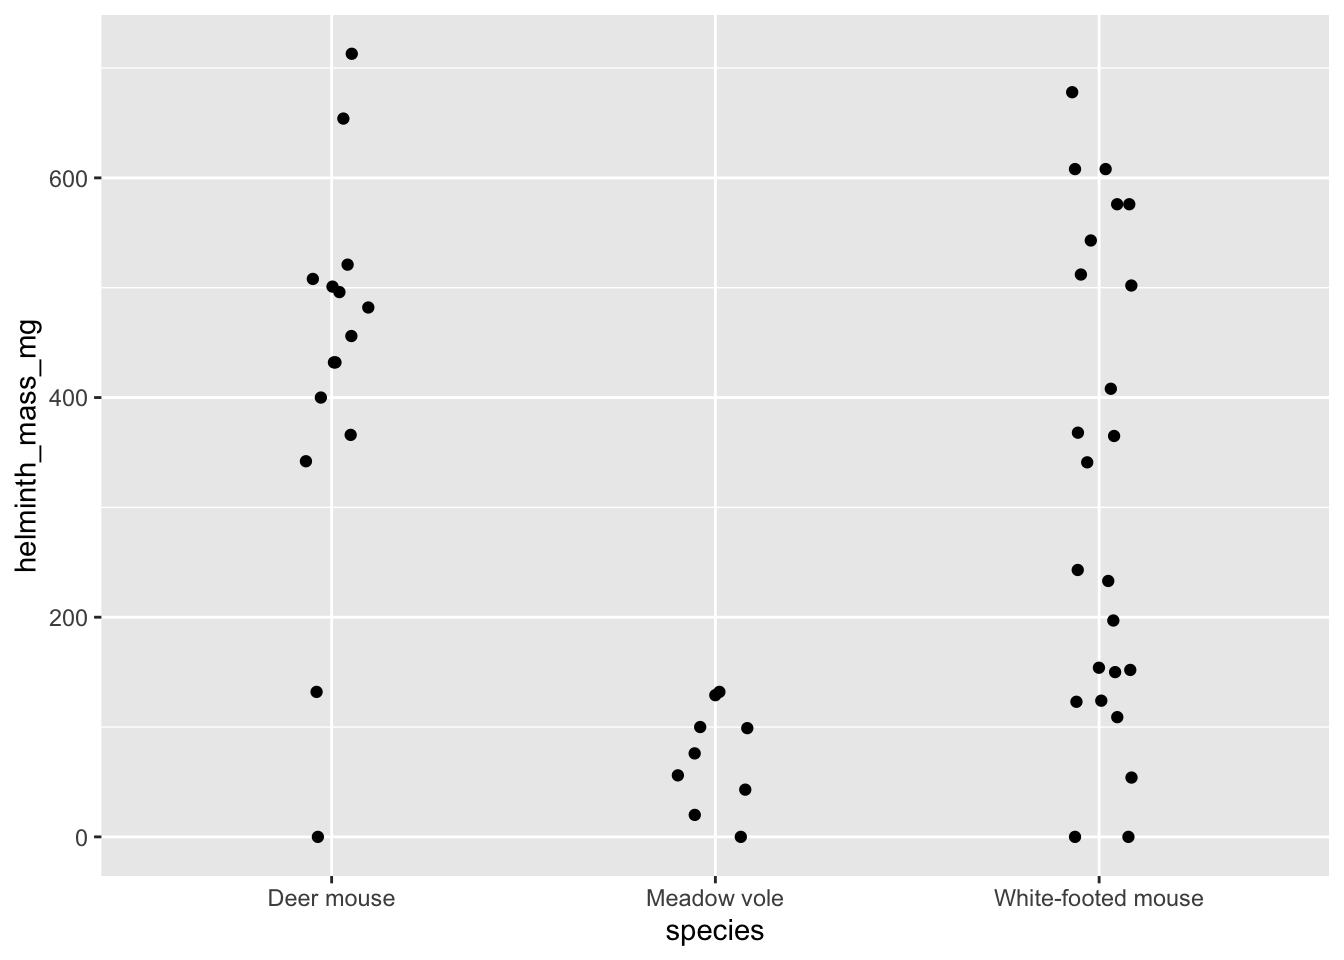 helminth_mass_mg
600
400
200
0
Deer mouse
Meadow vole
White-footed mouse
species